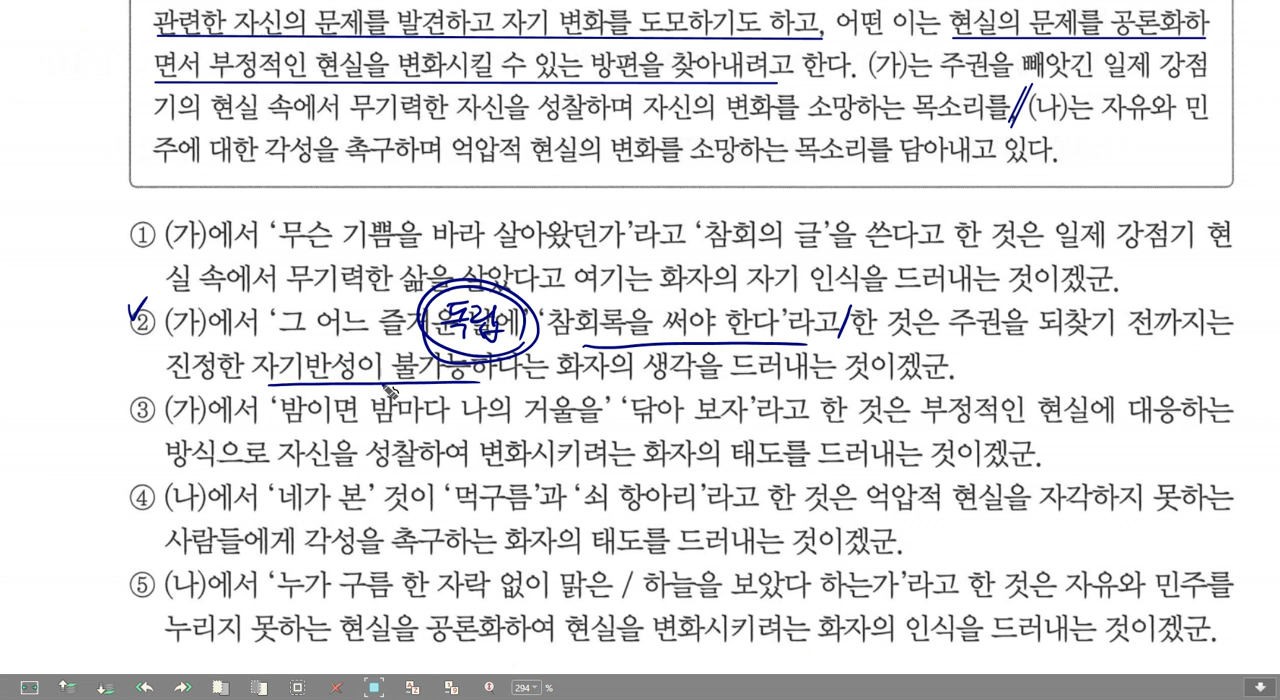 관련한 자신의 문제를 발견하고 자기 변화를 도모하기도 하고, 어떤 이는 현실의 문제를 공론화하
면서 부정적인 현실을 변화시킬 수 있는 방편을 찾아내려고 한다. (가)는 주권을 빼앗긴 일제 강점
기의 현실 속에서 무기력한 자신을 성찰하며 자신의 변화를 소망하는 목소리를 (나)는 자유와 민
주에 대한 각성을 촉구하며 억압적 현실의 변화를 소망하는 목소리를 담아내고 있다.
① (가)에서 ‘무슨 기쁨을 바라 살아왔던가’라고 ‘참회의 글’을 쓴다고 한 것은 일제 강점기 현
실 속에서 무기력한 삶을 살았다고 여기는 화자의 자기 인식을 드러내는 것이겠군.
독립
② (가)에서 ‘그 어느 즐거운 날에’ ‘참회록을 써야 한다’라고 한 것은 주권을 되찾기 전까지는
진정한 자기반성이 불가능하다는 화자의 생각을 드러내는 것이겠군.
③ (가)에서 ‘밤이면 밤마다 나의 거울을’ ‘닦아 보자’라고 한 것은 부정적인 현실에 대응하는
방식으로 자신을 성찰하여 변화시키려는 화자의 태도를 드러내는 것이겠군.
④ (나)에서 ‘네가 본’ 것이 ‘먹구름’과 ‘쇠 항아리’라고 한 것은 억압적 현실을 자각하지 못하는
사람들에게 각성을 촉구하는 화자의 태도를 드러내는 것이겠군.
⑤ (나)에서 ‘누가 구름 한 자락 없이 맑은 / 하늘을 보았다 하는가’라고 한 것은 자유와 민주를
누리지 못하는 현실을 공론화하여 현실을 변화시키려는 화자의 인식을 드러내는 것이겠군.
294 %